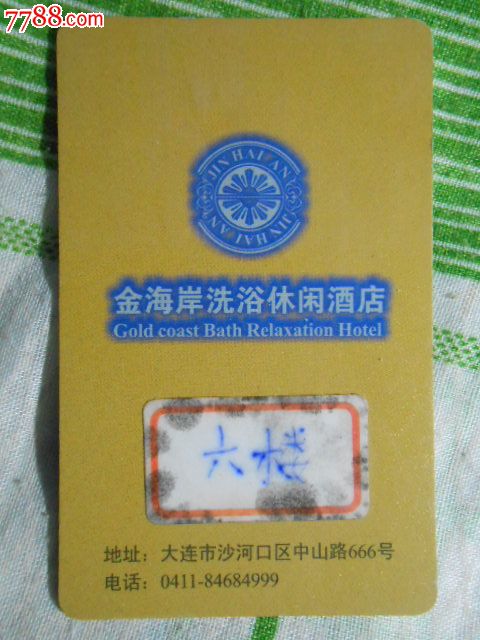 7788.com
JIN HAI AN
JIN HAI AN
金海岸洗浴休闲酒店
Gold coast Bath Relaxation Hotel
六楼
地址：大连市沙河口区中山路666号
电话：0411-84684999